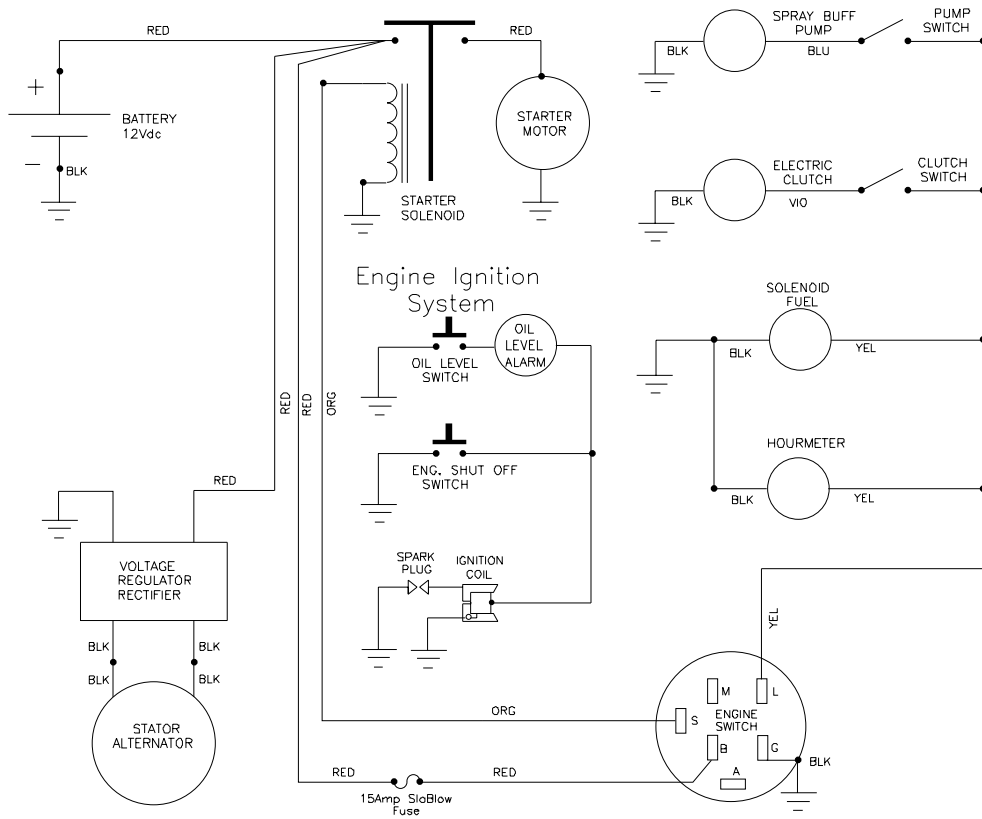 RED
RED
SPRAY BUFF
PUMP
PUMP
SWITCH
BLK
BLU
+
BATTERY
12Vdc
STARTER
MOTOR
−
BLK
STARTER
SOLENOID
ELECTRIC
CLUTCH
CLUTCH
SWITCH
BLK
VIO
Engine Ignition
System
SOLENOID
FUEL
OIL
LEVEL
ALARM
OIL LEVEL
SWITCH
BLK
YEL
RED
RED
ORG
ENG. SHUT OFF
SWITCH
HOURMETER
BLK
YEL
RED
VOLTAGE
REGULATOR
RECTIFIER
SPARK
PLUG
IGNITION
COIL
BLK
BLK
BLK
BLK
YEL
STATOR
ALTERNATOR
ORG
M
L
S
ENGINE
SWITCH
B
G
A
BLK
RED
RED
15Amp SloBlow
Fuse